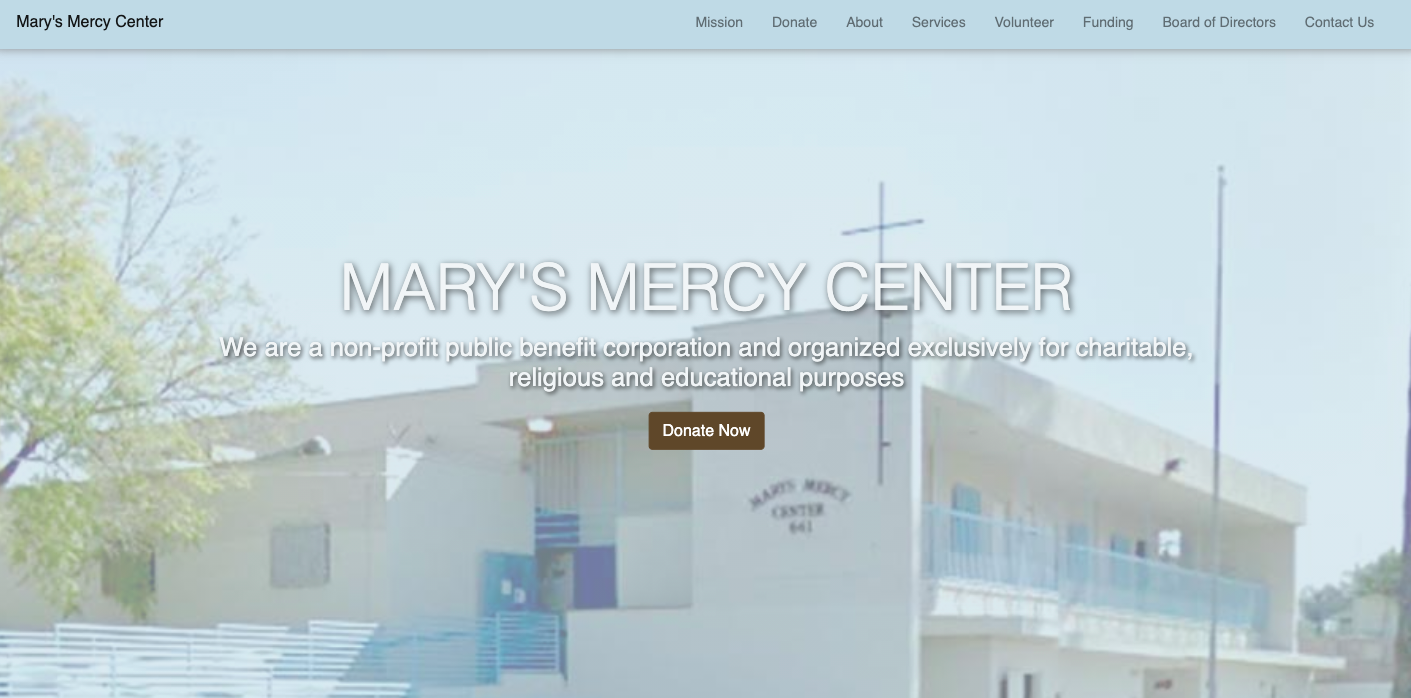 Mary's Mercy Center
Mission Donate About Services Volunteer Funding Board of Directors Contact Us
MARY'S MERCY CENTER
We are a non-profit public benefit corporation and organized exclusively for charitable,
religious and educational purposes
Donate Now
MARYS MERCY
CENTER
641